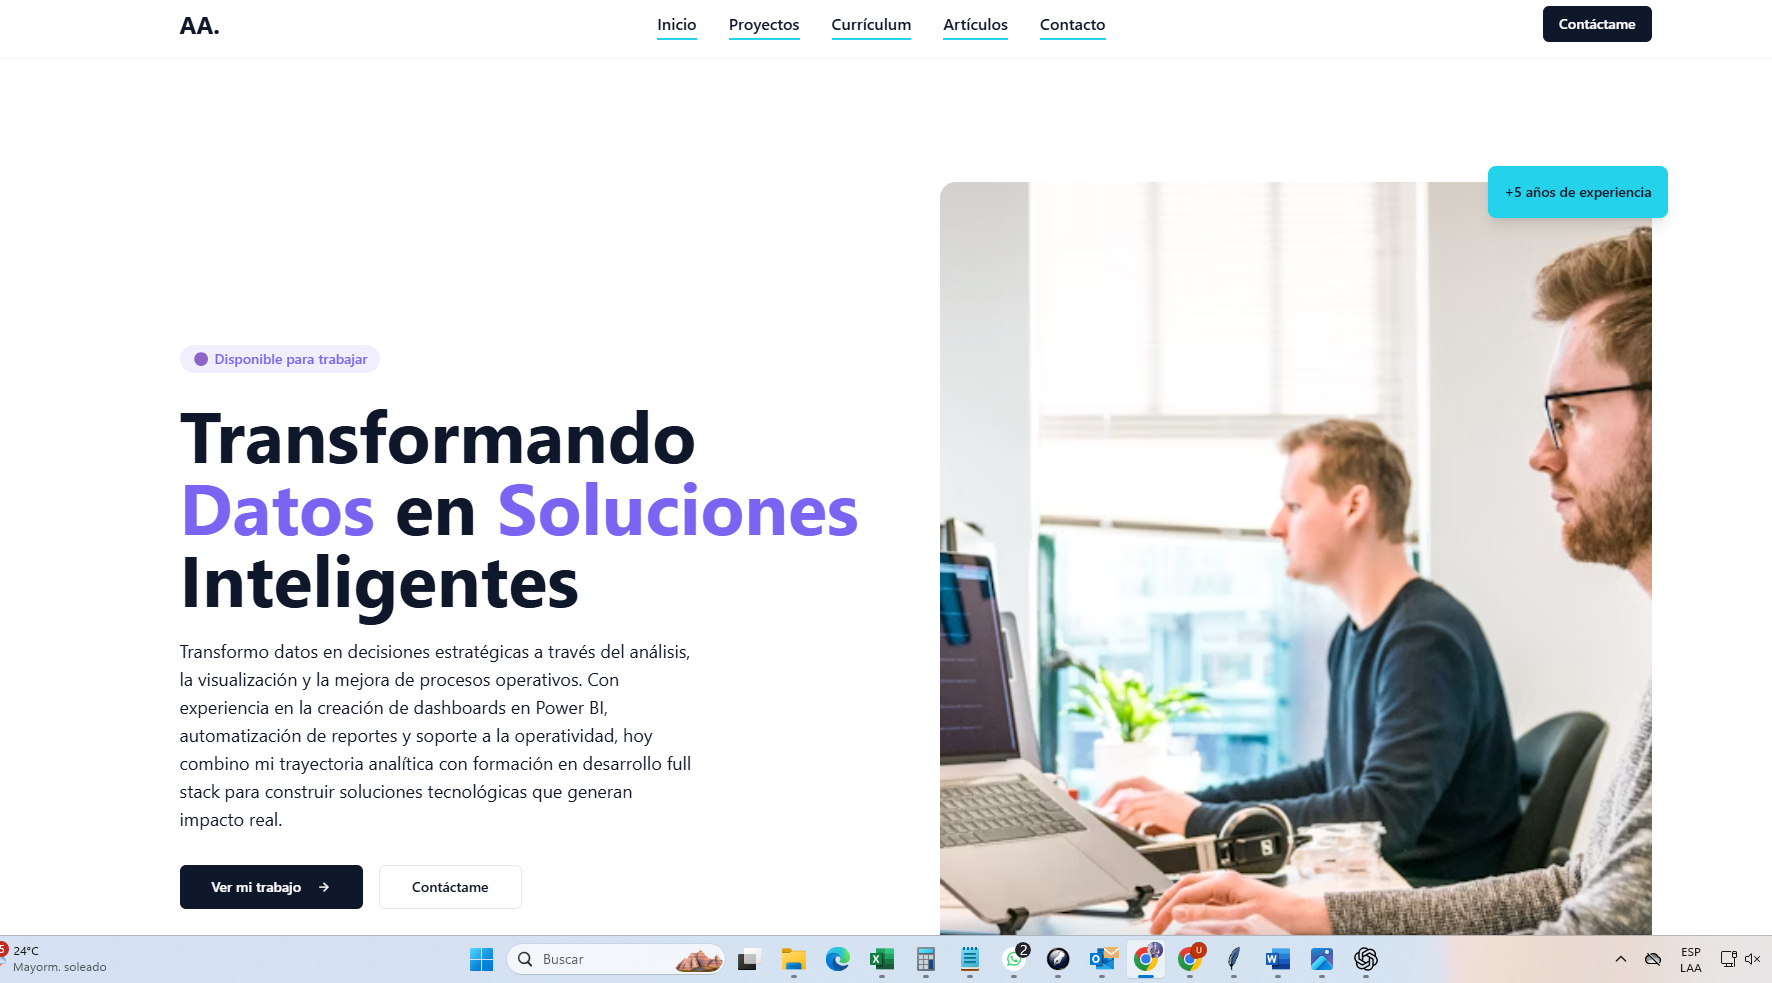 AA.
Inicio
Proyectos
Currículum
Artículos
Contacto
Contáctame
+5 años de experiencia
Disponible para trabajar
Transformando
Datos en Soluciones
Inteligentes
Transformo datos en decisiones estratégicas a través del análisis,
la visualización y la mejora de procesos operativos. Con
experiencia en la creación de dashboards en Power BI,
automatización de reportes y soporte a la operatividad, hoy
combino mi trayectoria analítica con formación en desarrollo full
stack para construir soluciones tecnológicas que generan
impacto real.
Ver mi trabajo →
Contáctame
5
24°C
Mayorm. soleado
Buscar
2
U
ESP
LAA